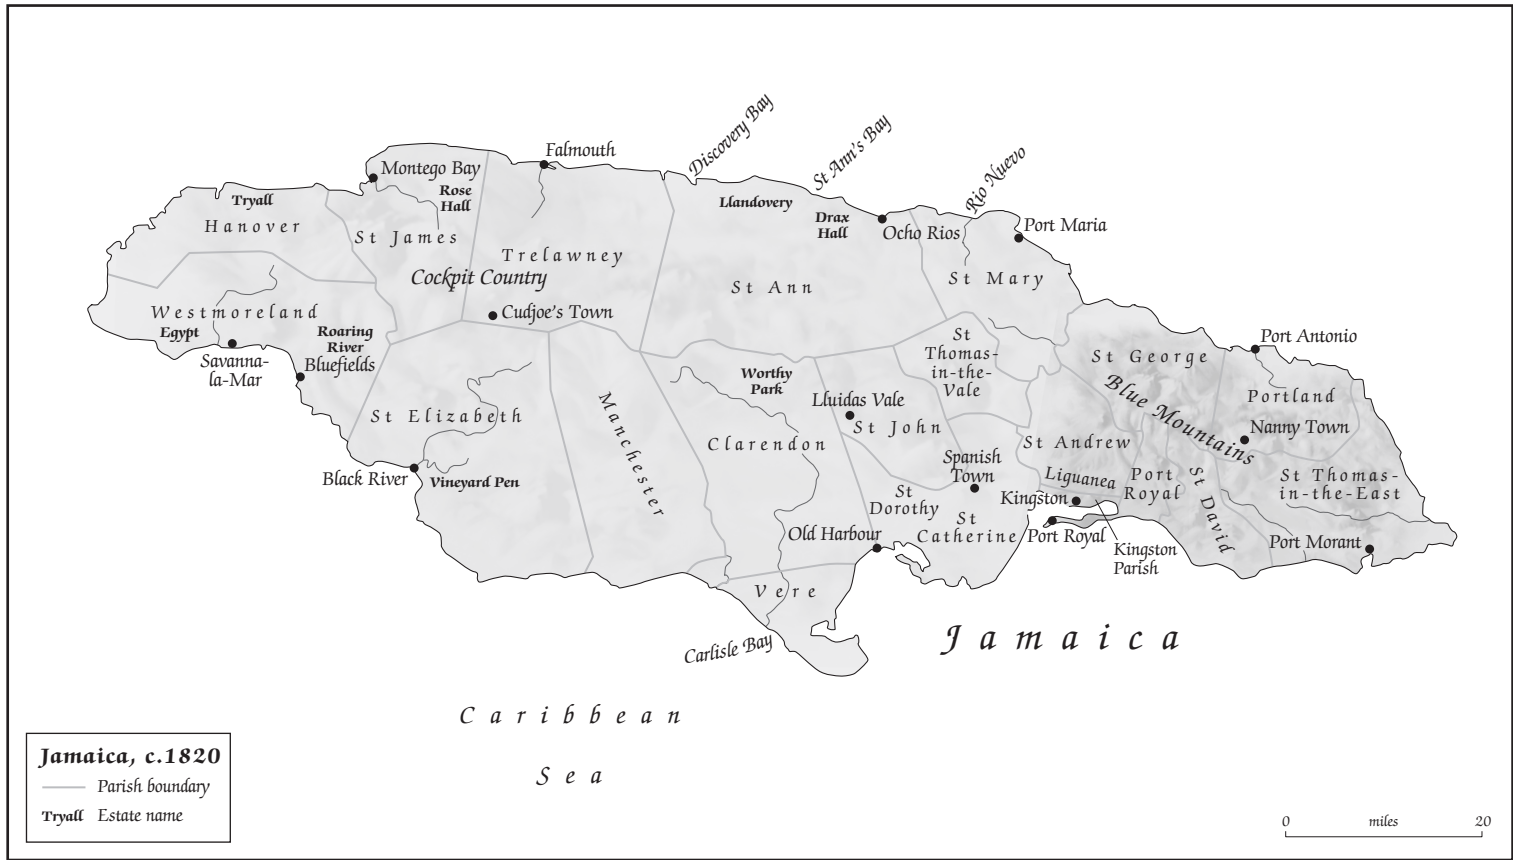 Discovery Bay
St Ann's Bay
Rio Nuevo
Falmouth
Montego Bay
Rose
Hall
Tryall
Hanover
St James
Llandovery
Drax
Hall
Ocho Rios
Port Maria
Trelawney
Cockpit Country
St Ann
St Mary
Westmoreland
Egypt
Roaring
River
Cudjoe's Town
Savanna-
la-Mar
Bluefields
St
Thomas-
in-the-
Vale
St George
Port Antonio
Blue Mountains
Portland
Nanny Town
Worthy
Park
Lluidas Vale
St John
St Elizabeth
Manchester
Clarendon
St Andrew
Spanish
Town
Liguanea
Port
Royal
St David
St Thomas-
in-the-East
Black River
Vineyard Pen
St
Dorothy
Kingston
St
Catherine
Port Royal
Old Harbour
Kingston
Parish
Port Morant
Vere
Carlisle Bay
Jamaica
Caribbean
Sea
Jamaica, c.1820
Parish boundary
Tryall Estate name
0 miles 20